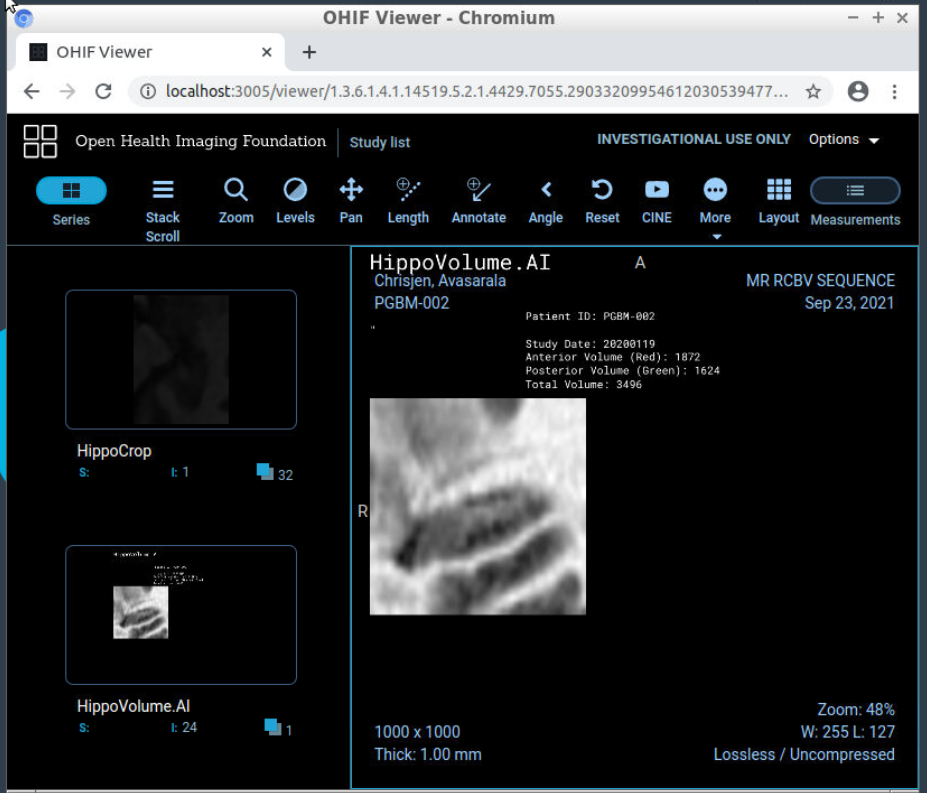 OHIF Viewer - Chromium
OHIF Viewer
localhost:3005/viewer/1.3.6.1.4.1.14519.5.2.1.4429.7055.29033209954612030539477...
Open Health Imaging Foundation
Study list
INVESTIGATIONAL USE ONLY
Options
Series
Stack
Scroll
Zoom
Levels
Pan
Length
Annotate
Angle
Reset
CINE
More
Layout
Measurements
HippoCrop
S:
I: 1
32
HippoVolume.AI
S:
I: 24
1
HippoVolume.AI
A
Chrisjen, Avasarala
PGBM-002
MR RCBV SEQUENCE
Sep 23, 2021
Patient ID: PGBM-002
"
Study Date: 20200119
Anterior Volume (Red): 1872
Posterior Volume (Green): 1624
Total Volume: 3496
R
1000 x 1000
Thick: 1.00 mm
Zoom: 48%
W: 255 L: 127
Lossless / Uncompressed